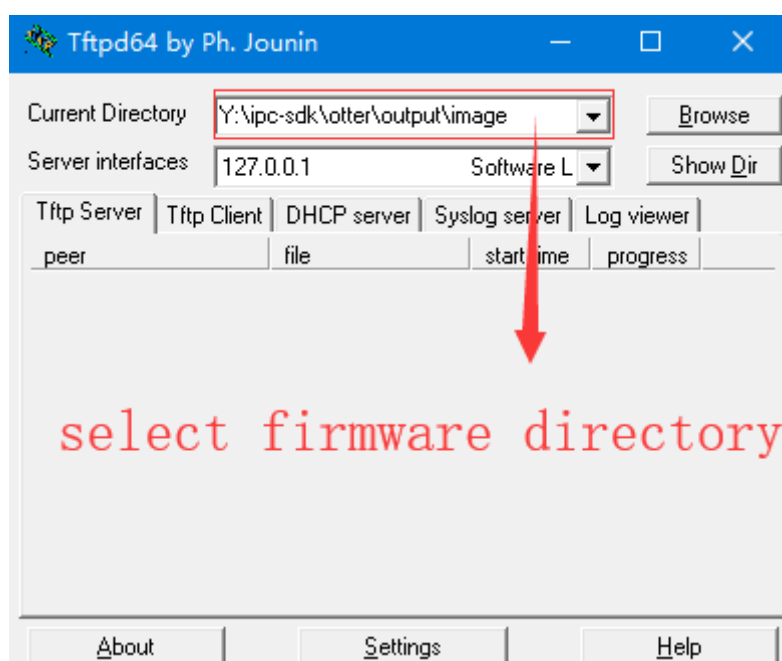 Tftpd64 by Ph. Jounin
Current Directory Y:\ipc-sdk\otter\output\image Browse
Server interfaces 127.0.0.1 Software L Show Dir
Tftp Server Tftp Client DHCP server Syslog server Log viewer
peer file start time progress
select firmware directory
About Settings Help